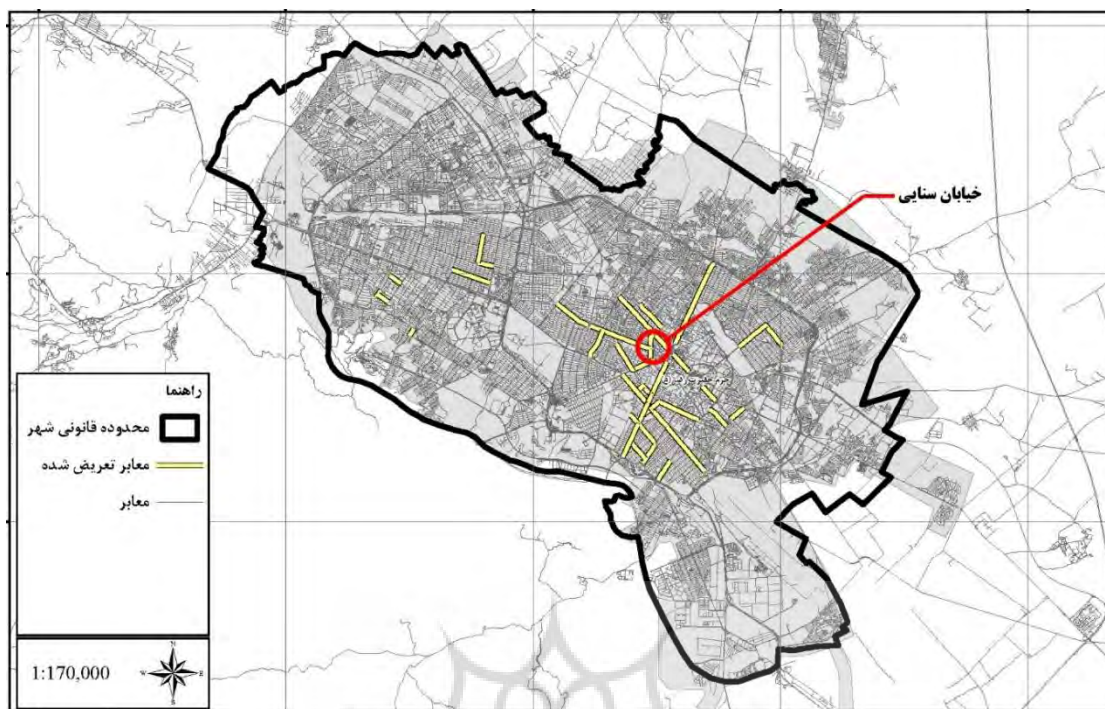 خیابان سنایی
راهنما
محدوده قانونی شهر
معابر تعریض شده
معابر
1:170,000
N
W
E
S